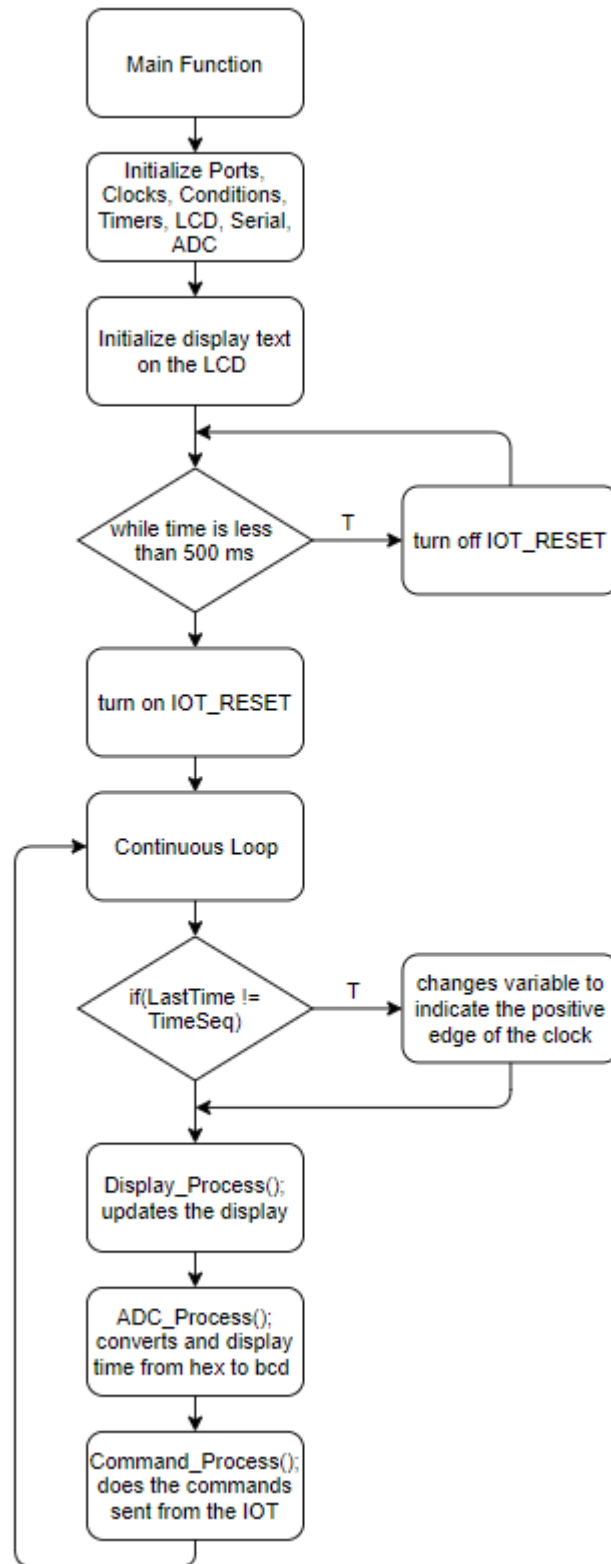 Main Function
Initialize Ports,
Clocks, Conditions,
Timers, LCD, Serial,
ADC
Initialize display text
on the LCD
while time is less
than 500 ms
T
turn off IOT_RESET
turn on IOT_RESET
Continuous Loop
if(LastTime !=
TimeSeq)
T
changes variable to
indicate the positive
edge of the clock
Display_Process();
updates the display
ADC_Process();
converts and display
time from hex to bcd
Command_Process();
does the commands
sent from the IOT